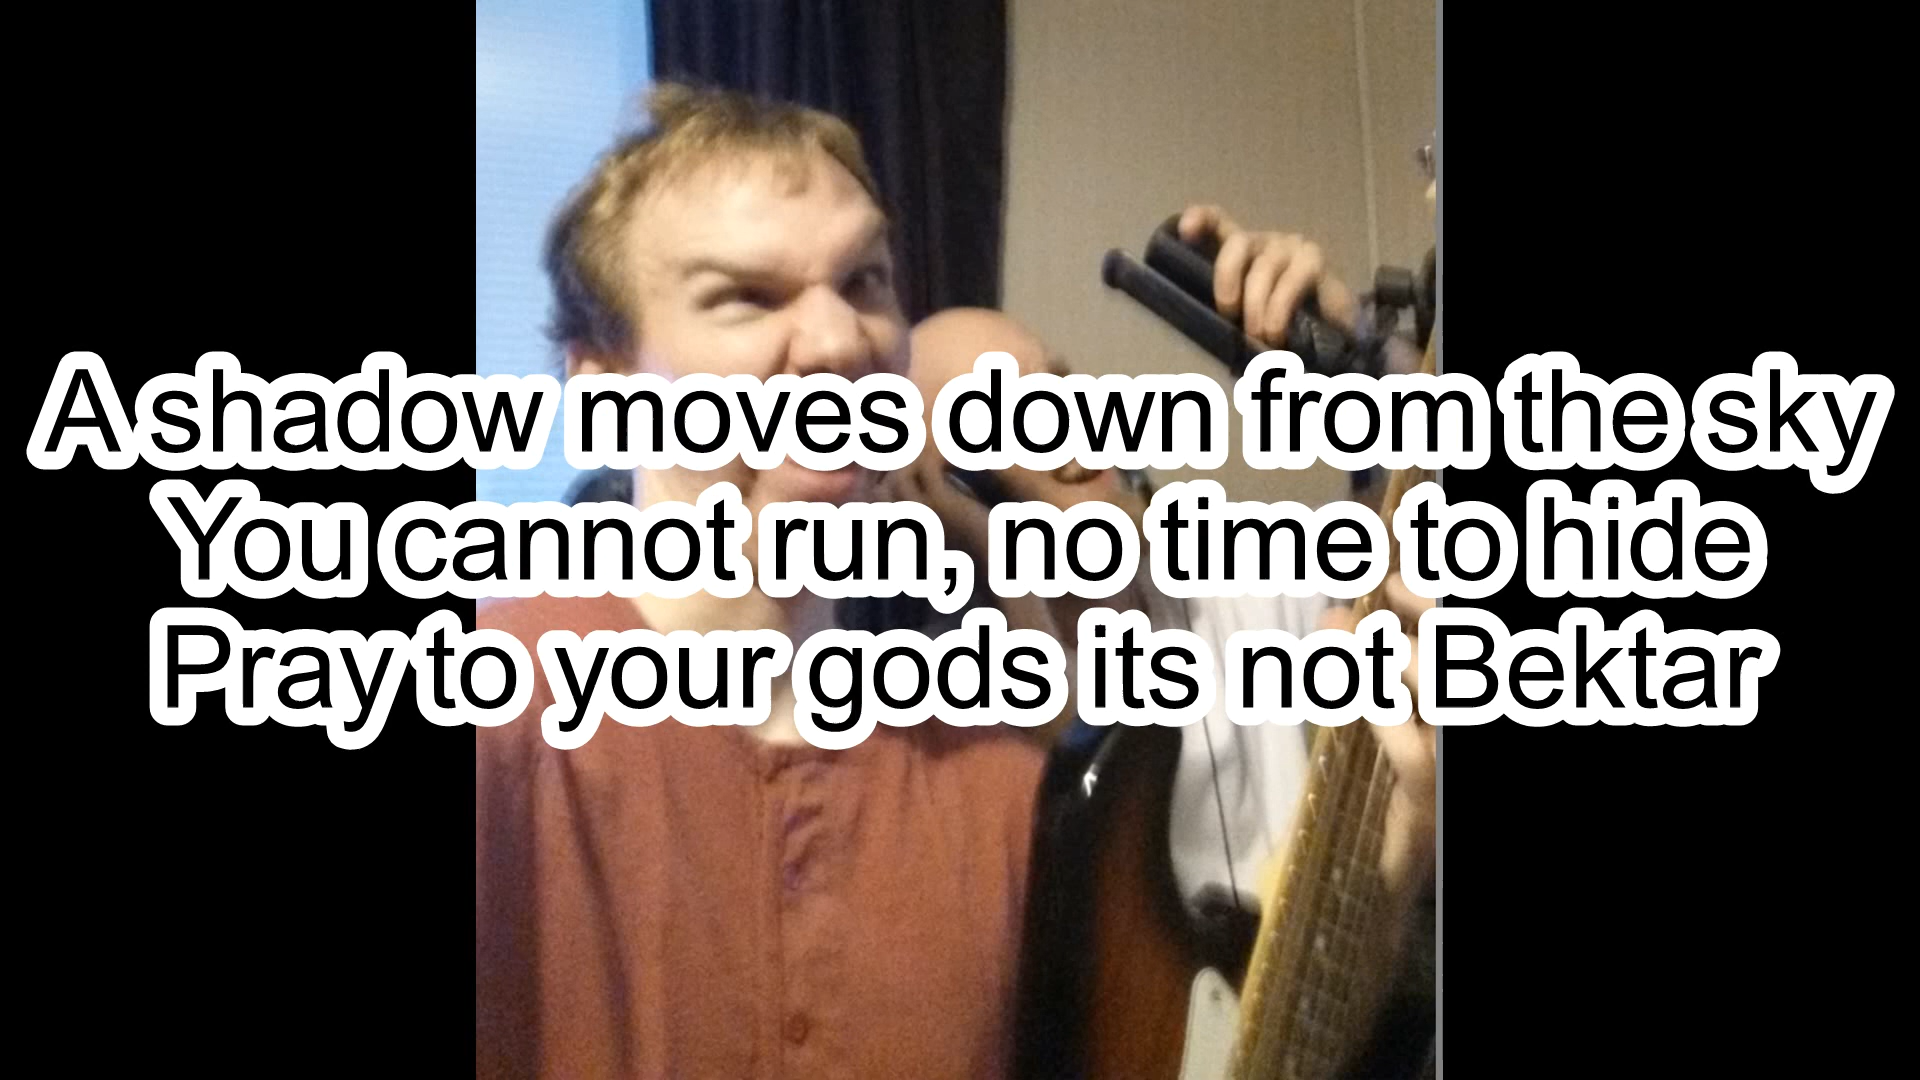 A shadow moves down from the sky
You cannot run, no time to hide
Pray to your gods its not Bektar